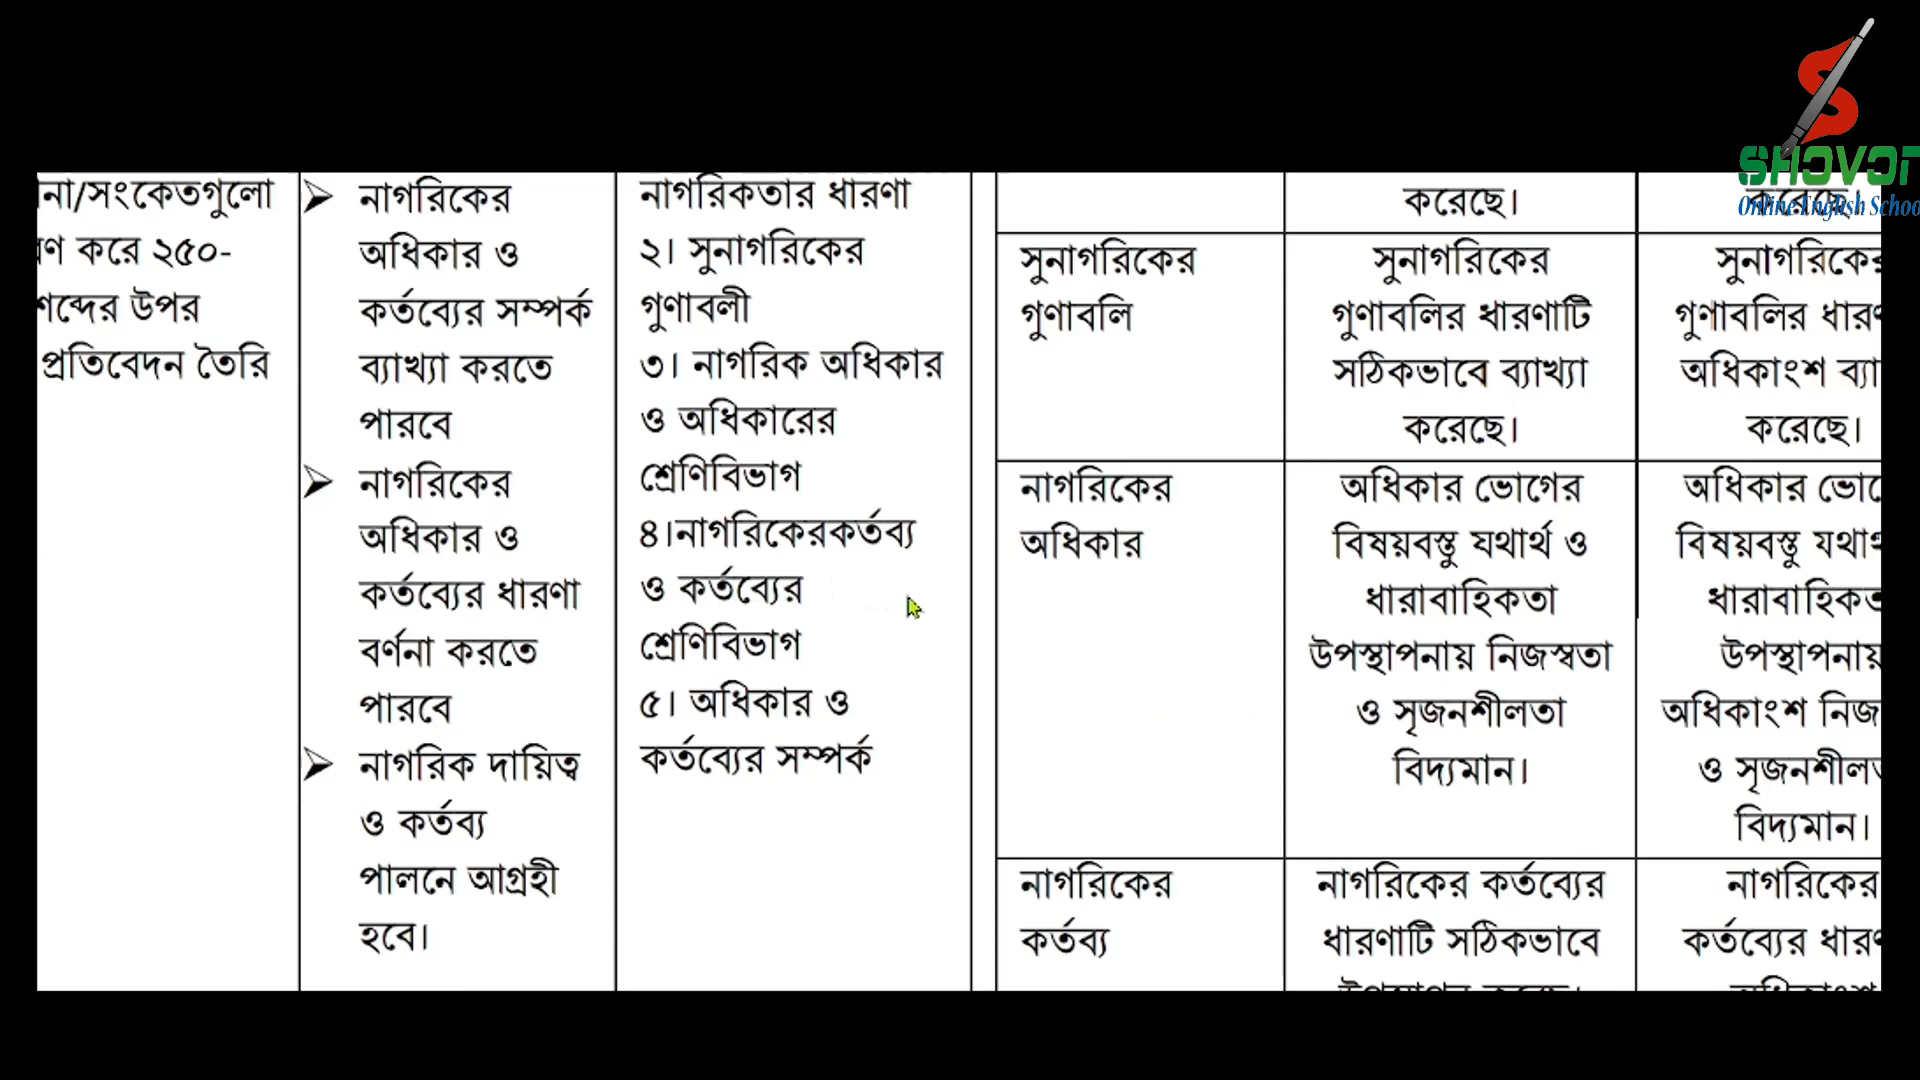 না/সংকেতগুলো
করে ২৫০-
শব্দের উপর
প্রতিবেদন তৈরি
নাগরিকের
অধিকার ও
কর্তব্যের সম্পর্ক
ব্যাখ্যা করতে
পারবে
নাগরিকের
অধিকার ও
কর্তব্যের ধারণা
বর্ণনা করতে
পারবে
নাগরিক দায়িত্ব
ও কর্তব্য
পালনে আগ্রহী
হবে।
নাগরিকতার ধারণা
২। সুনাগরিকের
গুণাবলী
৩। নাগরিক অধিকার
ও অধিকারের
শ্রেণিবিভাগ
৪।নাগরিকেরকর্তব্য
ও কর্তব্যের
শ্রেণিবিভাগ
৫। অধিকার ও
কর্তব্যের সম্পর্ক
সুনাগরিকের
গুণাবলি
নাগরিকের
অধিকার
নাগরিকের
কর্তব্য
করেছে।
সুনাগরিকের
গুণাবলির ধারণাটি
সঠিকভাবে ব্যাখ্যা
করেছে।
অধিকার ভোগের
বিষয়বস্তু যথার্থ ও
ধারাবাহিকতা
উপস্থাপনায় নিজস্বতা
ও সৃজনশীলতা
বিদ্যমান।
নাগরিকের কর্তব্যের
ধারণাটি সঠিকভাবে
করেছে।
সুনাগরিকের
গুণাবলির
অধিকাংশ
করেছে।
অধিকার
বিষয়বস্তু
উপস্থাপনায়
অধিকাংশ
ও
বিদ্যমান।
নাগরিকের
কর্তব্যের
SHOVON
Online English School